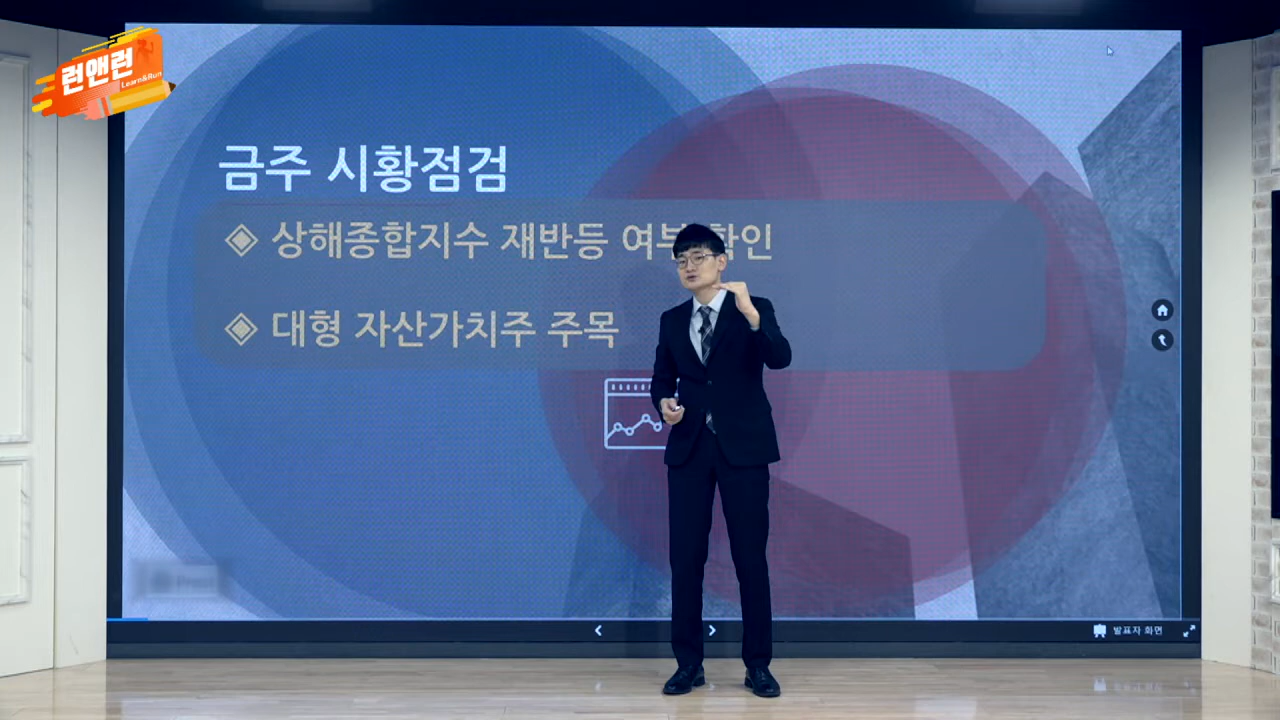 런앤런
Learn&Run
금주 시황점검
◈ 상해종합지수 재반등 여부 확인
◈ 대형 자산가치주 주목
발표자 화면